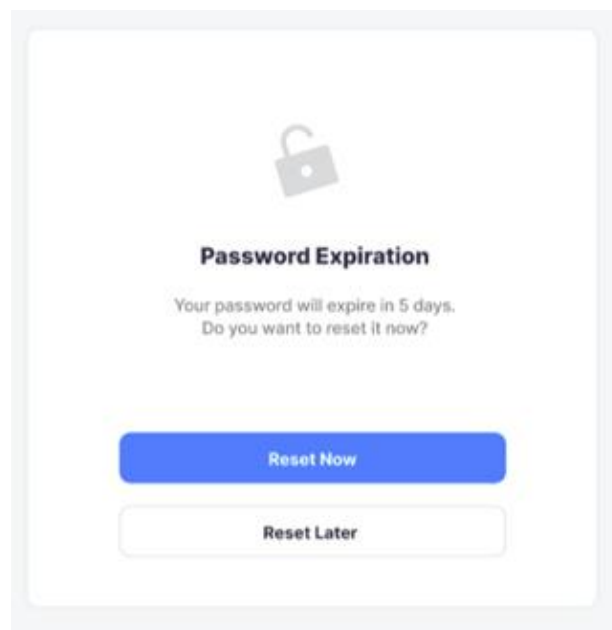 Password Expiration
Your password will expire in 5 days.
Do you want to reset it now?
Reset Now
Reset Later